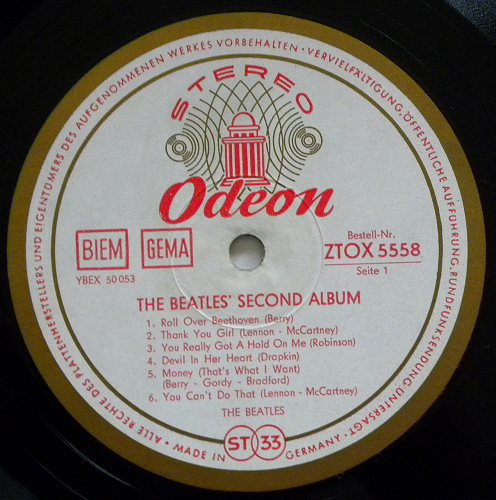 ALLE RECHTE DES PLATTENHERSTELLERS UND EIGENTÜMERS DES AUFGENOMMENEN WERKES VORBEHALTEN · VERVIELFÄLTIGUNG, ÖFFENTLICHE AUFFÜHRUNG, RUNDFUNKSENDUNG UNTERSAGT ·
STEREO
Odeon
BIEM GEMA
YBEX 50053
Bestell-Nr.
ZTOX 5558
Seite 1
THE BEATLES' SECOND ALBUM
1. Roll Over Beethoven (Berry)
2. Thank You Girl (Lennon - McCartney)
3. You Really Got A Hold On Me (Robinson)
4. Devil In Her Heart (Drapkin)
5. Money (That's What I Want)
(Berry - Gordy - Bradford)
6. You Can't Do That (Lennon - McCartney)
THE BEATLES
· MADE IN GERMANY ·
ST 33